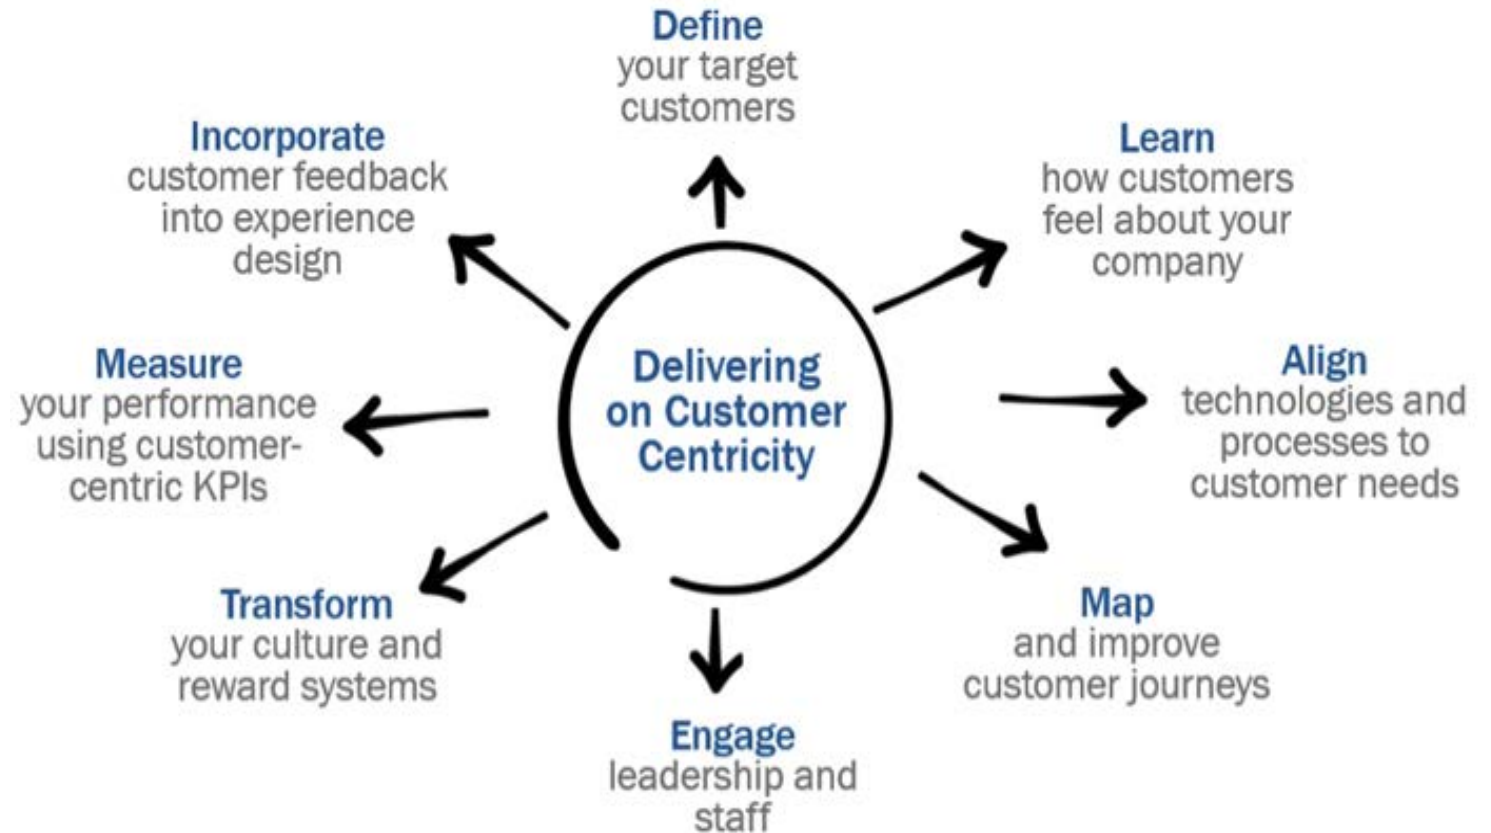 Define
your target
customers
Learn
how customers
feel about your
company
Align
technologies and
processes to
customer needs
Map
and improve
customer journeys
Engage
leadership and
staff
Transform
your culture and
reward systems
Measure
your performance
using customer-
centric KPIs
Incorporate
customer feedback
into experience
design
Delivering
on Customer
Centricity